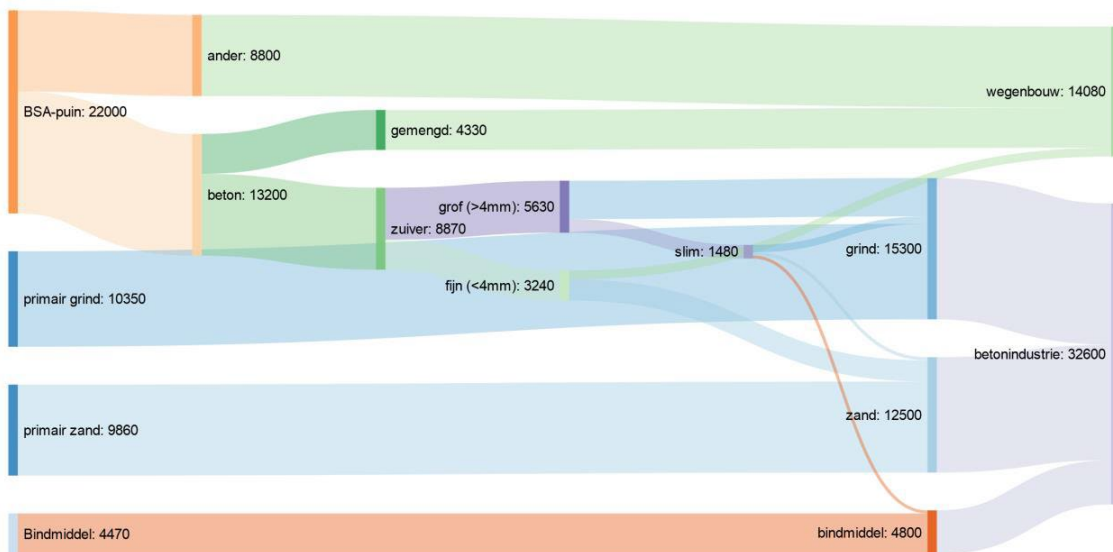 ander: 8800
wegenbouw: 14080
BSA-puin: 22000
gemengd: 4330
beton: 13200
grof (>4mm): 5630
zuiver: 8870
slim: 1480
grind: 15300
fijn (<4mm): 3240
primair grind: 10350
betonindustrie: 32600
zand: 12500
primair zand: 9860
Bindmiddel: 4470
bindmiddel: 4800